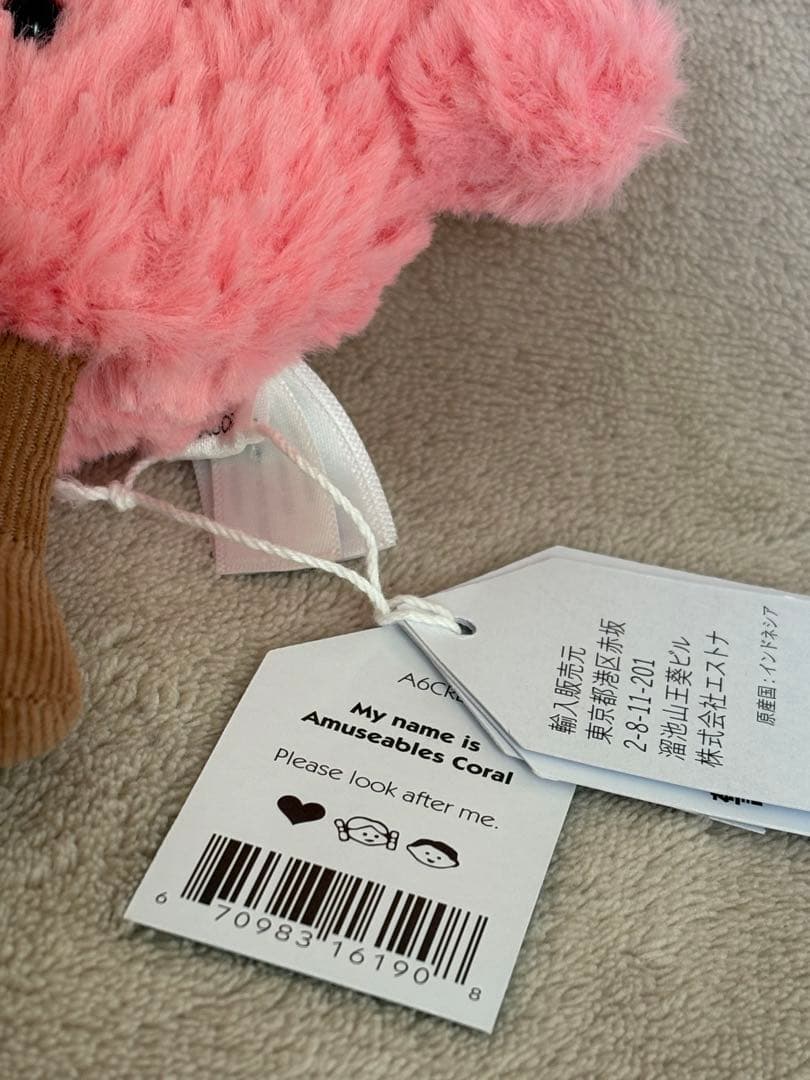 My name is
Amuseables Coral
Please look after me.
6 70983 16190 8
輸入販売元
東京都港区赤坂
2-8-11-201
溜池山王葵ビル
株式会社エストナ
原産国：インドネシア